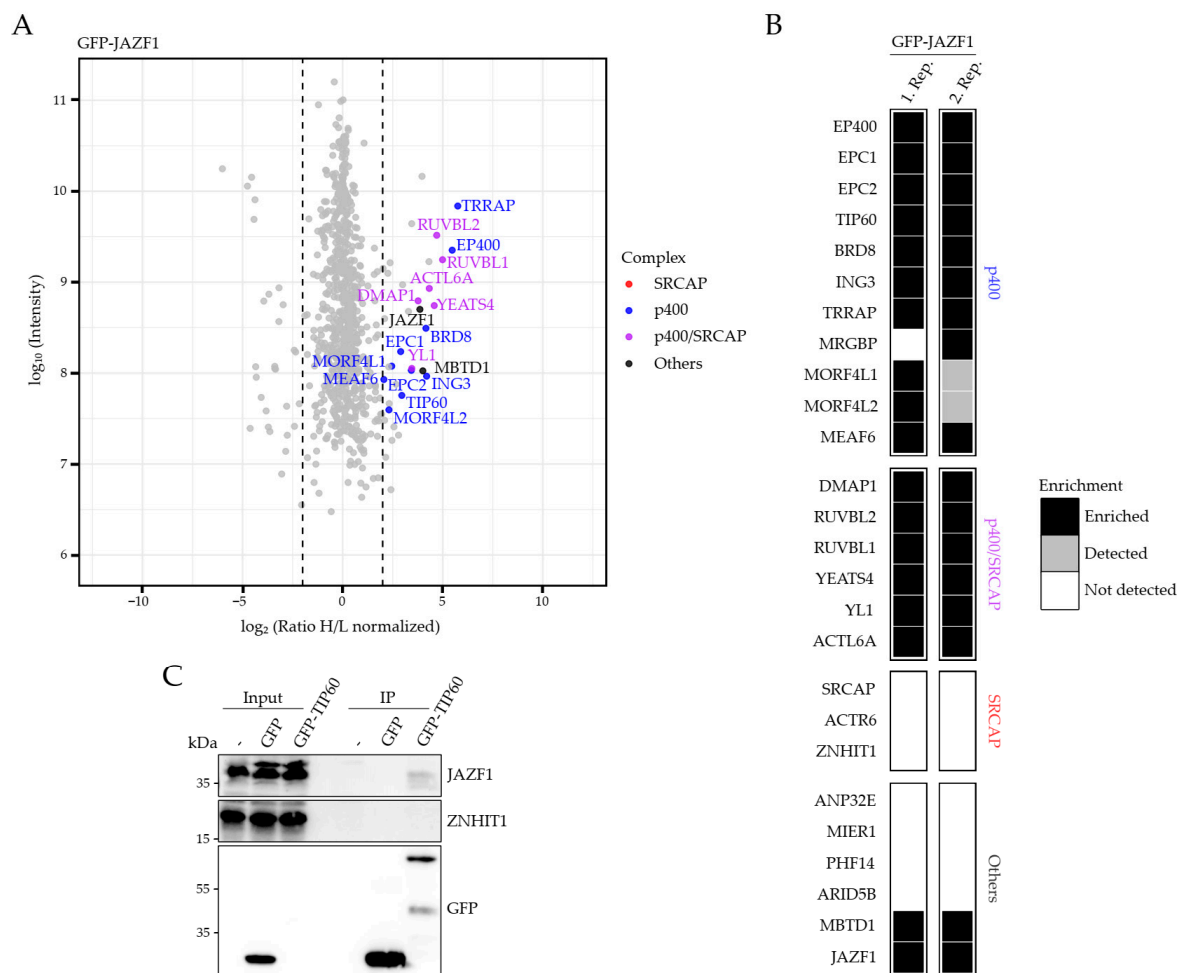 A
GFP-JAZF1
11
10
9
8
7
6
log₁₀ (Intensity)
−10
−5
0
5
10
log₂ (Ratio H/L normalized)
TRRAP
RUVBL2
EP400
RUVBL1
ACTL6A
DMAP1
YEATS4
JAZF1
BRD8
EPC1
YL1
MORF4L1
MBTD1
MEAF6
EPC2
ING3
TIP60
MORF4L2
Complex
SRCAP
p400
p400/SRCAP
Others
B
GFP-JAZF1
1. Rep.
2. Rep.
EP400
EPC1
EPC2
TIP60
BRD8
ING3
TRRAP
MRGBP
MORF4L1
MORF4L2
MEAF6
p400
DMAP1
RUVBL2
RUVBL1
YEATS4
YL1
ACTL6A
p400/SRCAP
SRCAP
ACTR6
ZNHIT1
SRCAP
ANP32E
MIER1
PHF14
ARID5B
MBTD1
JAZF1
Others
Enrichment
Enriched
Detected
Not detected
C
Input
IP
kDa
-
GFP
GFP-TIP60
-
GFP
GFP-TIP60
35
JAZF1
ZNHIT1
15
55
GFP
35